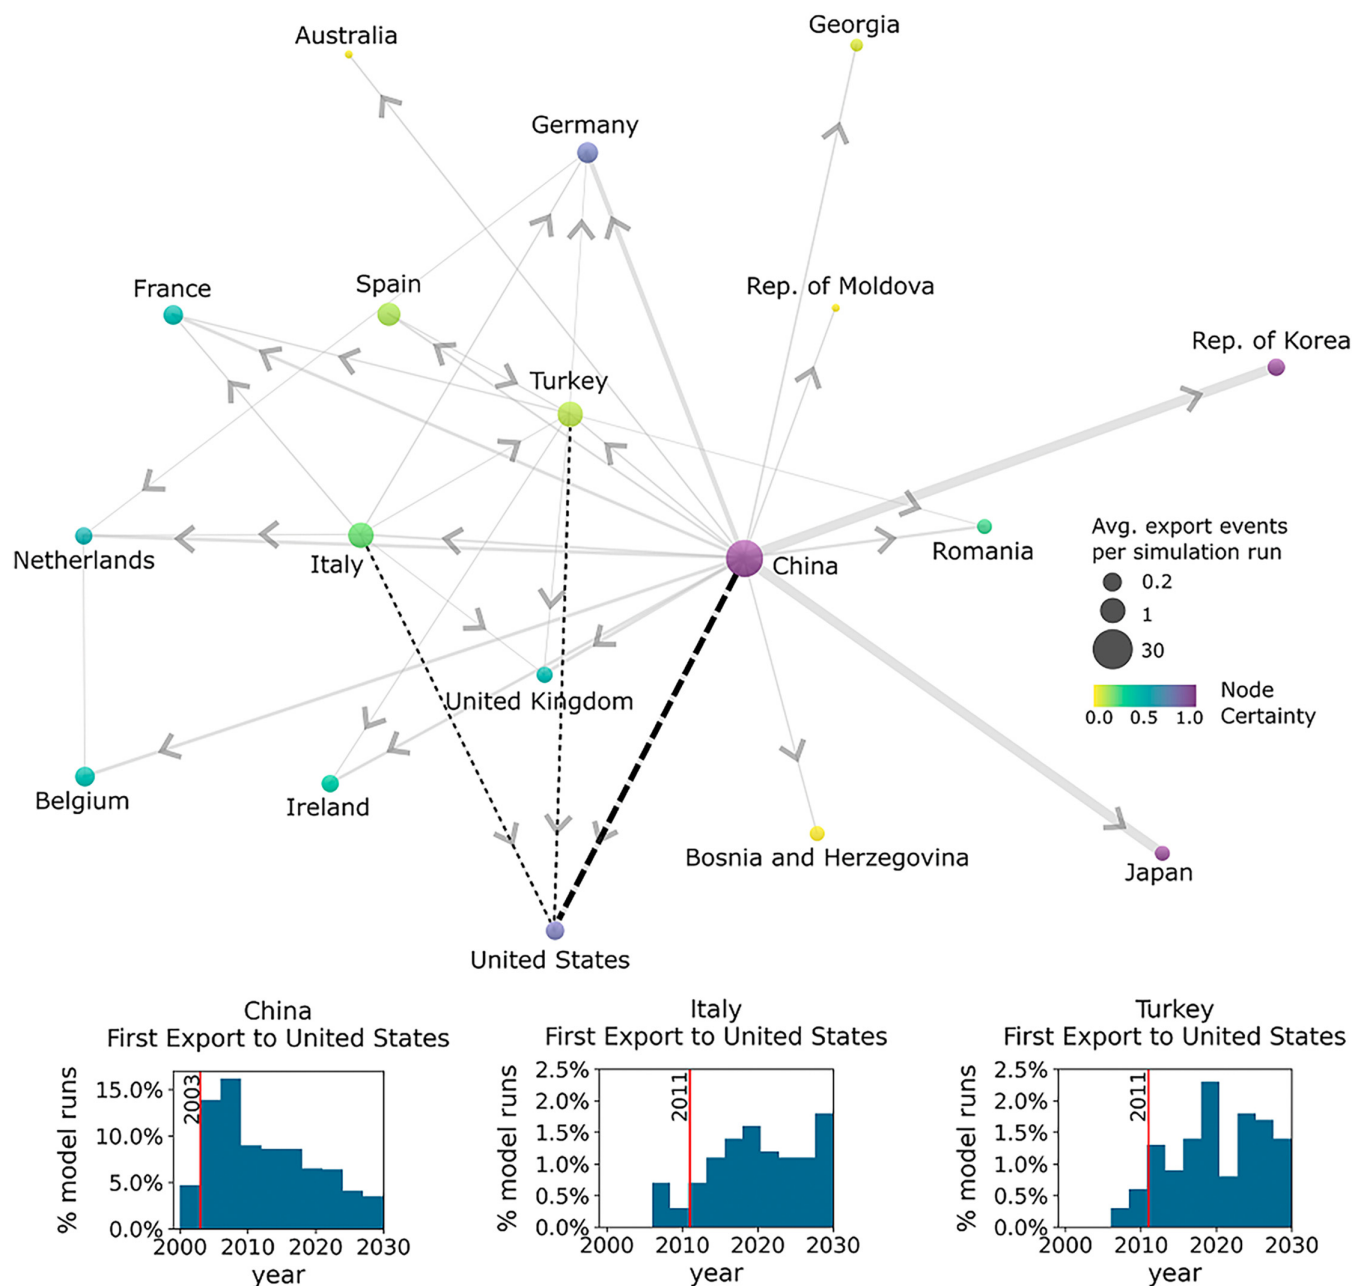 Australia
Georgia
Germany
France
Spain
Rep. of Moldova
Rep. of Korea
Turkey
Netherlands
Italy
China
Romania
Avg. export events
per simulation run
0.2
1
30
0.0 0.5 1.0
Node
Certainty
United Kingdom
Belgium
Ireland
Bosnia and Herzegovina
Japan
United States
China
First Export to United States
% model runs
15.0%
10.0%
5.0%
0.0%
2003
2000 2010 2020 2030
year
Italy
First Export to United States
% model runs
2.5%
2.0%
1.5%
1.0%
0.5%
0.0%
2011
2000 2010 2020 2030
year
Turkey
First Export to United States
% model runs
2.5%
2.0%
1.5%
1.0%
0.5%
0.0%
2011
2000 2010 2020 2030
year